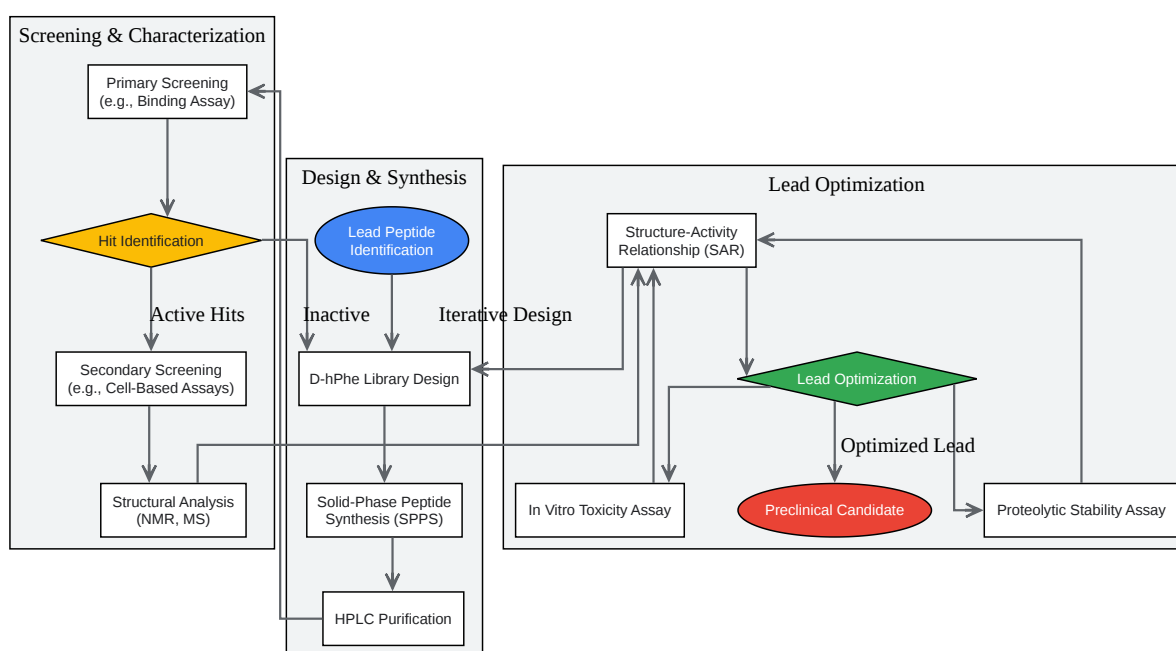 Screening & Characterization
Primary Screening
(e.g., Binding Assay)
Hit Identification
Active Hits
Secondary Screening
(e.g., Cell-Based Assays)
Structural Analysis
(NMR, MS)
Design & Synthesis
Lead Peptide
Identification
Inactive
Iterative Design
D-hPhe Library Design
Solid-Phase Peptide
Synthesis (SPPS)
HPLC Purification
Lead Optimization
Structure-Activity
Relationship (SAR)
Lead Optimization
Optimized Lead
In Vitro Toxicity Assay
Preclinical Candidate
Proteolytic Stability Assay